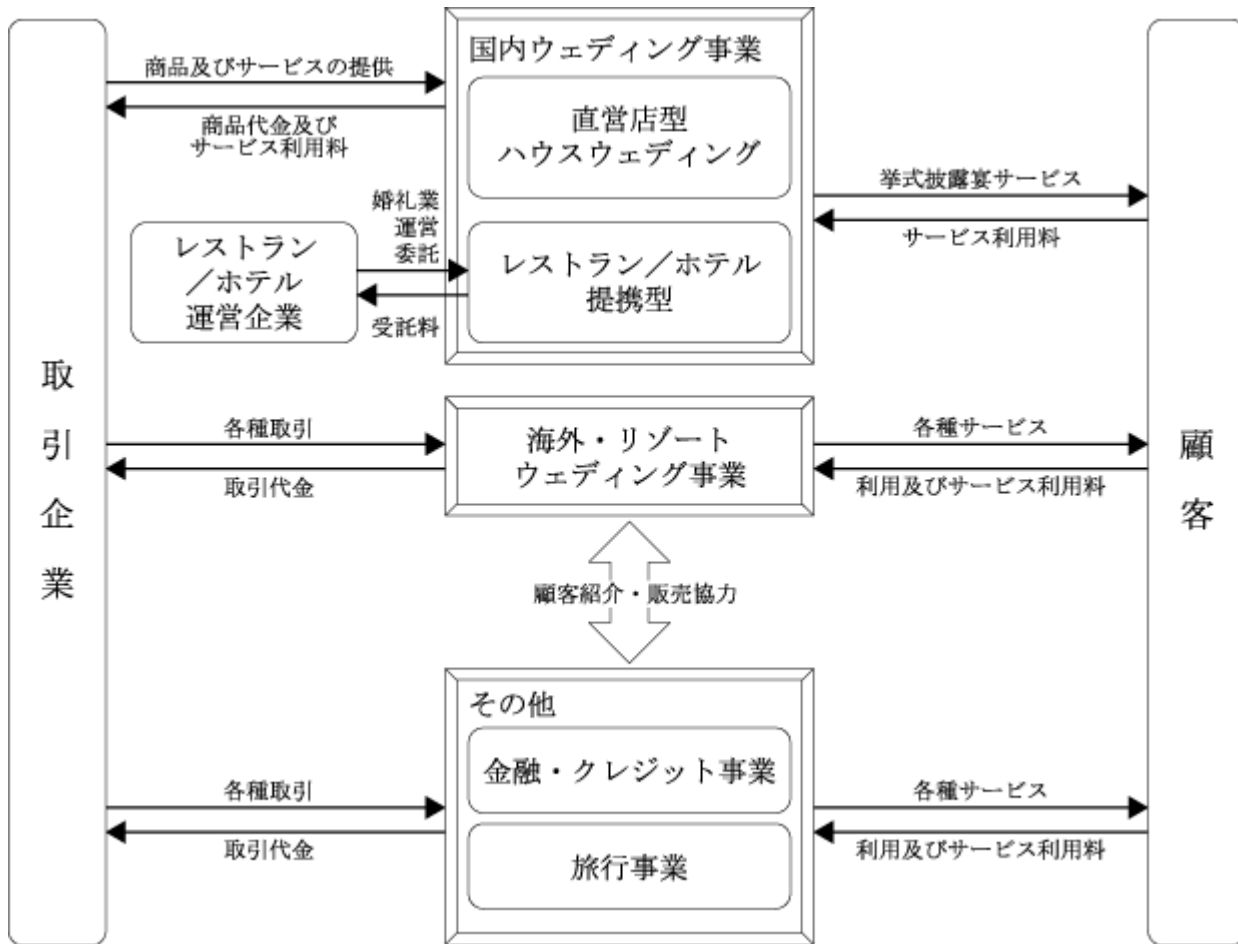 国内ウェディング事業
商品及びサービスの提供
商品代金及び
サービス利用料
直営店型
ハウスウェディング
挙式披露宴サービス
サービス利用料
婚礼業
運営
委託
レストラン
／ホテル
運営企業
受託料
レストラン／ホテル
提携型
取引企業
顧客
各種取引
取引代金
海外・リゾート
ウェディング事業
各種サービス
利用及びサービス利用料
顧客紹介・販売協力
その他
金融・クレジット事業
旅行事業
各種取引
取引代金
各種サービス
利用及びサービス利用料